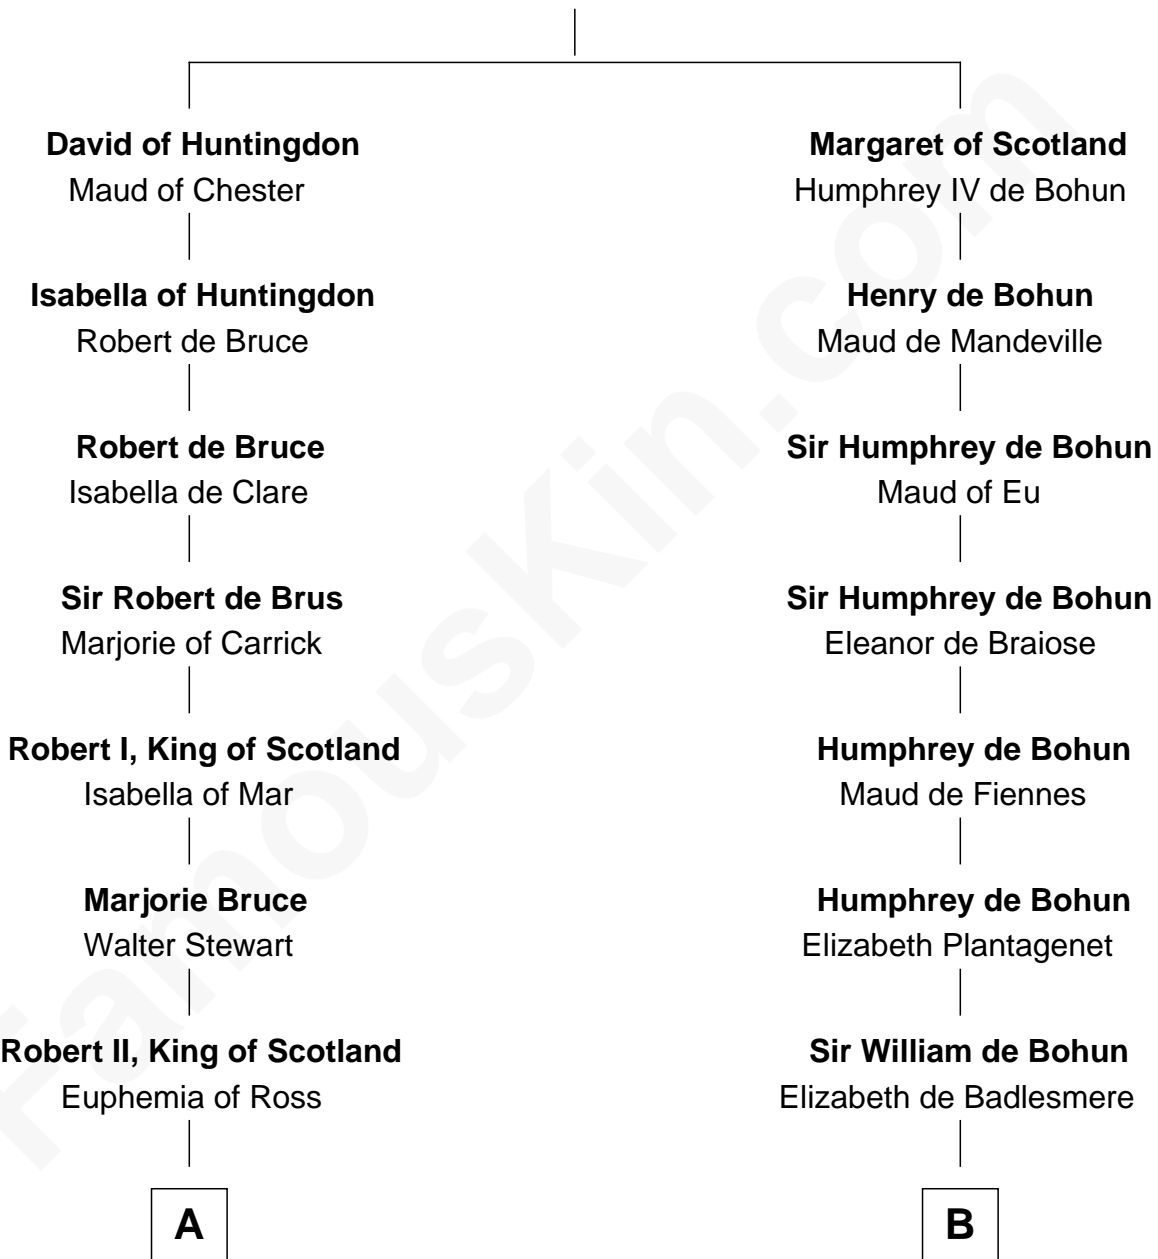 David of Huntingdon
Maud of Chester
Isabella of Huntingdon
Robert de Bruce
Robert de Bruce
Isabella de Clare
Sir Robert de Brus
Marjorie of Carrick
Robert I, King of Scotland
Isabella of Mar
Marjorie Bruce
Walter Stewart
Robert II, King of Scotland
Euphemia of Ross
A
Margaret of Scotland
Humphrey IV de Bohun
Henry de Bohun
Maud de Mandeville
Sir Humphrey de Bohun
Maud of Eu
Sir Humphrey de Bohun
Eleanor de Braiose
Humphrey de Bohun
Maud de Fiennes
Humphrey de Bohun
Elizabeth Plantagenet
Sir William de Bohun
Elizabeth de Badlesmere
B
FamousKin.com